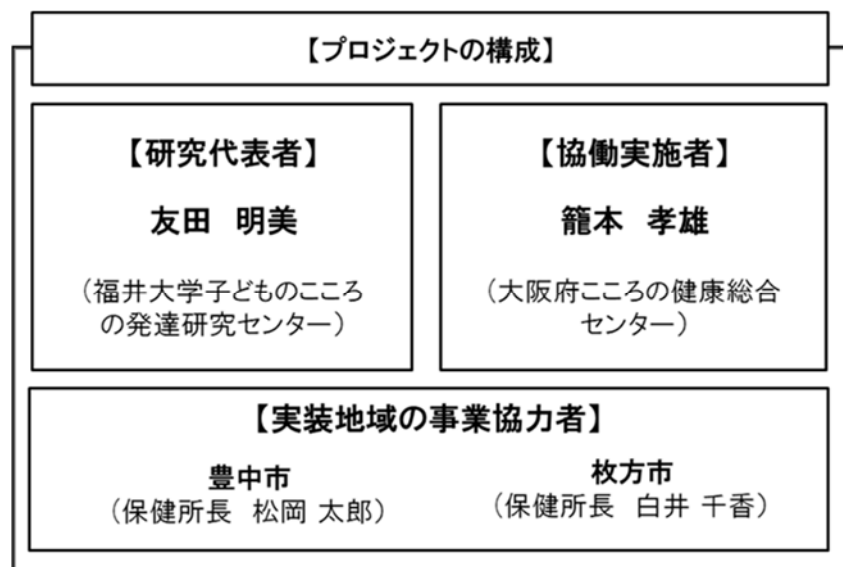 【プロジェクトの構成】
【研究代表者】
友田　明美
（福井大学子どものこころ
の発達研究センター）
【協働実施者】
籠本　孝雄
（大阪府こころの健康総合
センター）
【実装地域の事業協力者】
豊中市
（保健所長　松岡 太郎）
枚方市
（保健所長　白井 千香）